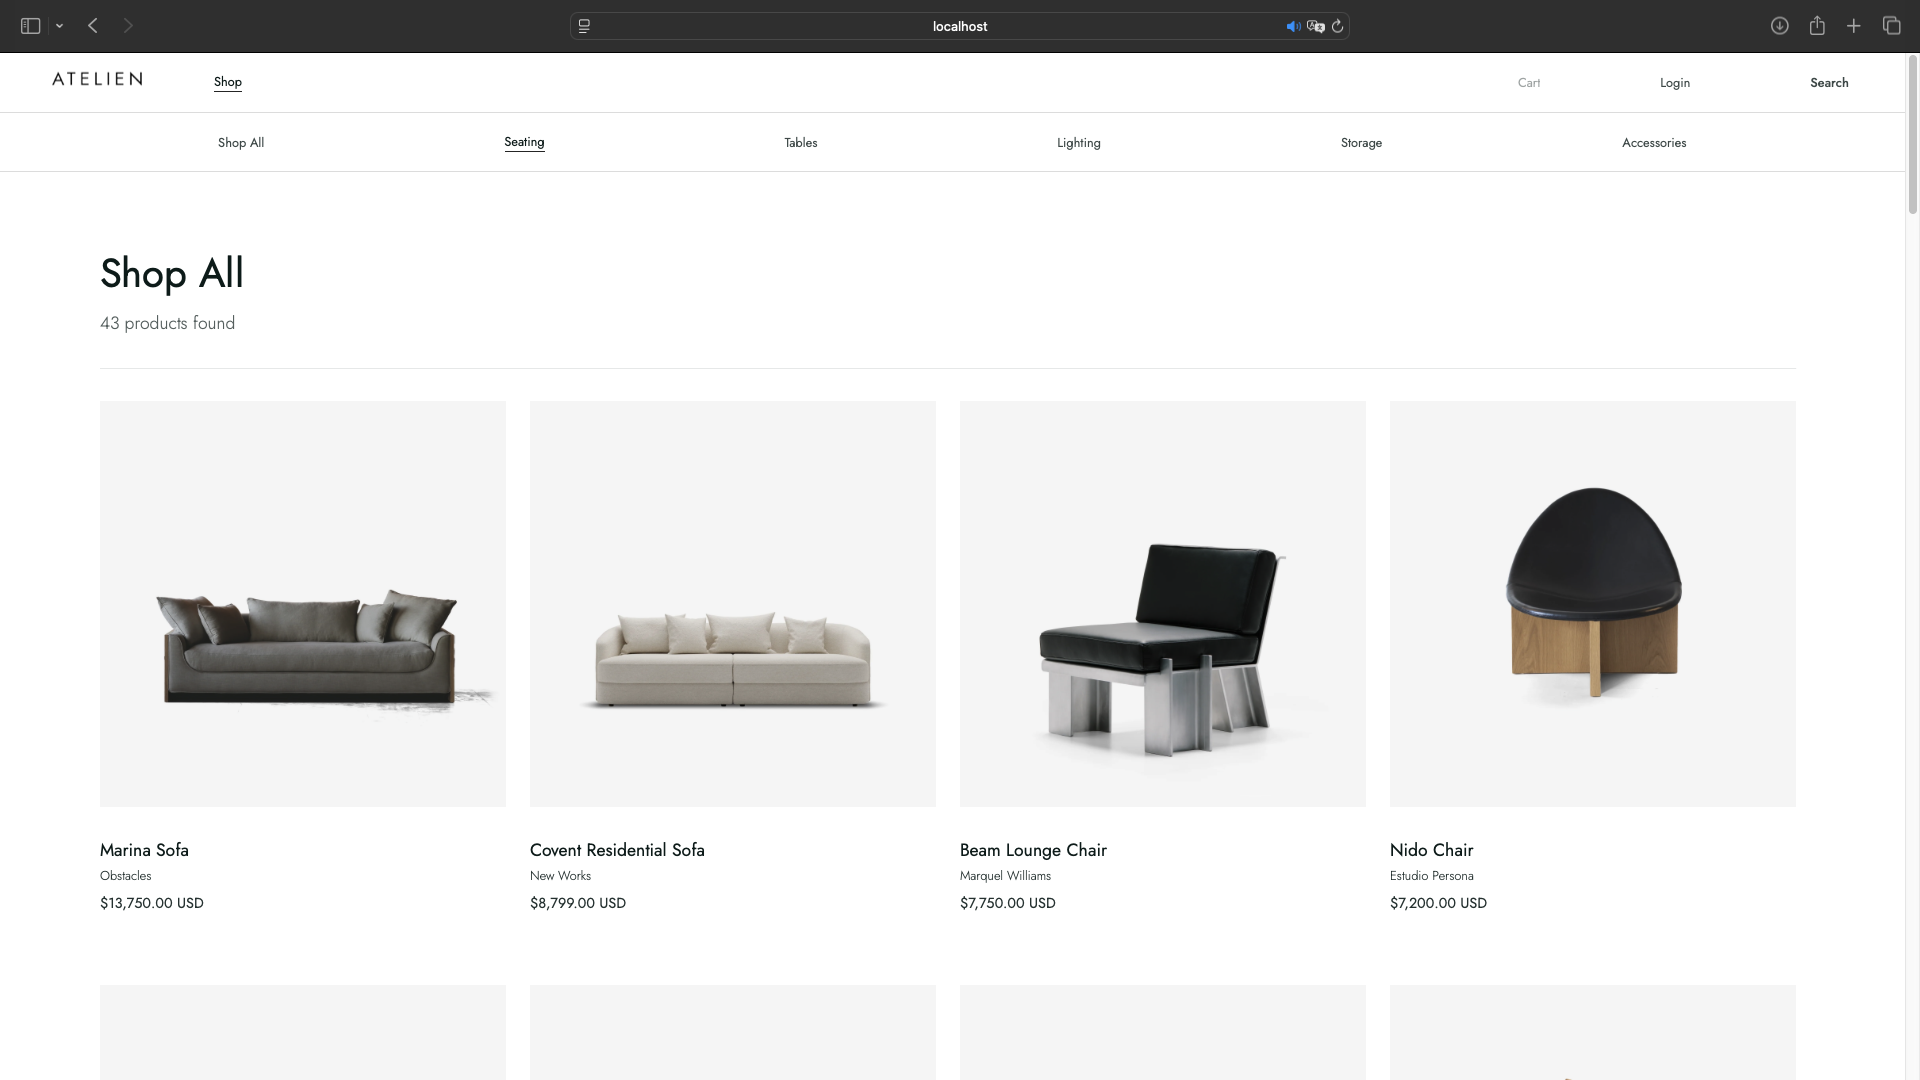 localhost
ATELIEN
Shop
Cart
Login
Search
Shop All
Seating
Tables
Lighting
Storage
Accessories
Shop All
43 products found
Marina Sofa
Obstacles
$13,750.00 USD
Covent Residential Sofa
New Works
$8,799.00 USD
Beam Lounge Chair
Marquel Williams
$7,750.00 USD
Nido Chair
Estudio Persona
$7,200.00 USD